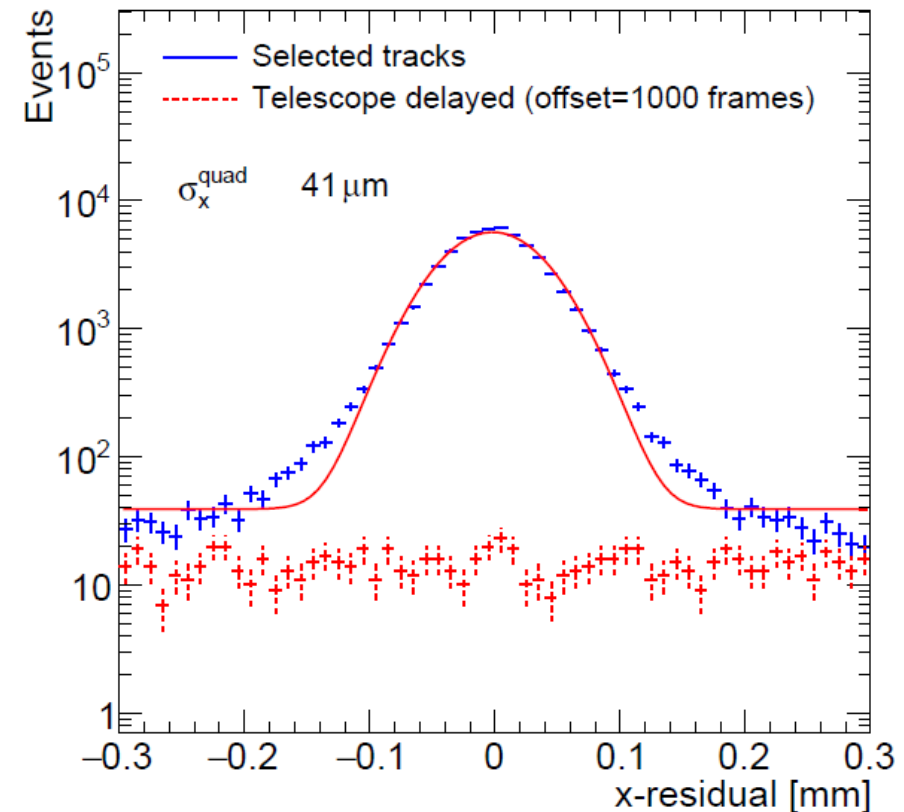 Events
10⁵
10⁴
10³
10²
10
1
Selected tracks
Telescope delayed (offset=1000 frames)
σₓ^quad 41 μm
−0.3 −0.2 −0.1 0 0.1 0.2 0.3
x-residual [mm]